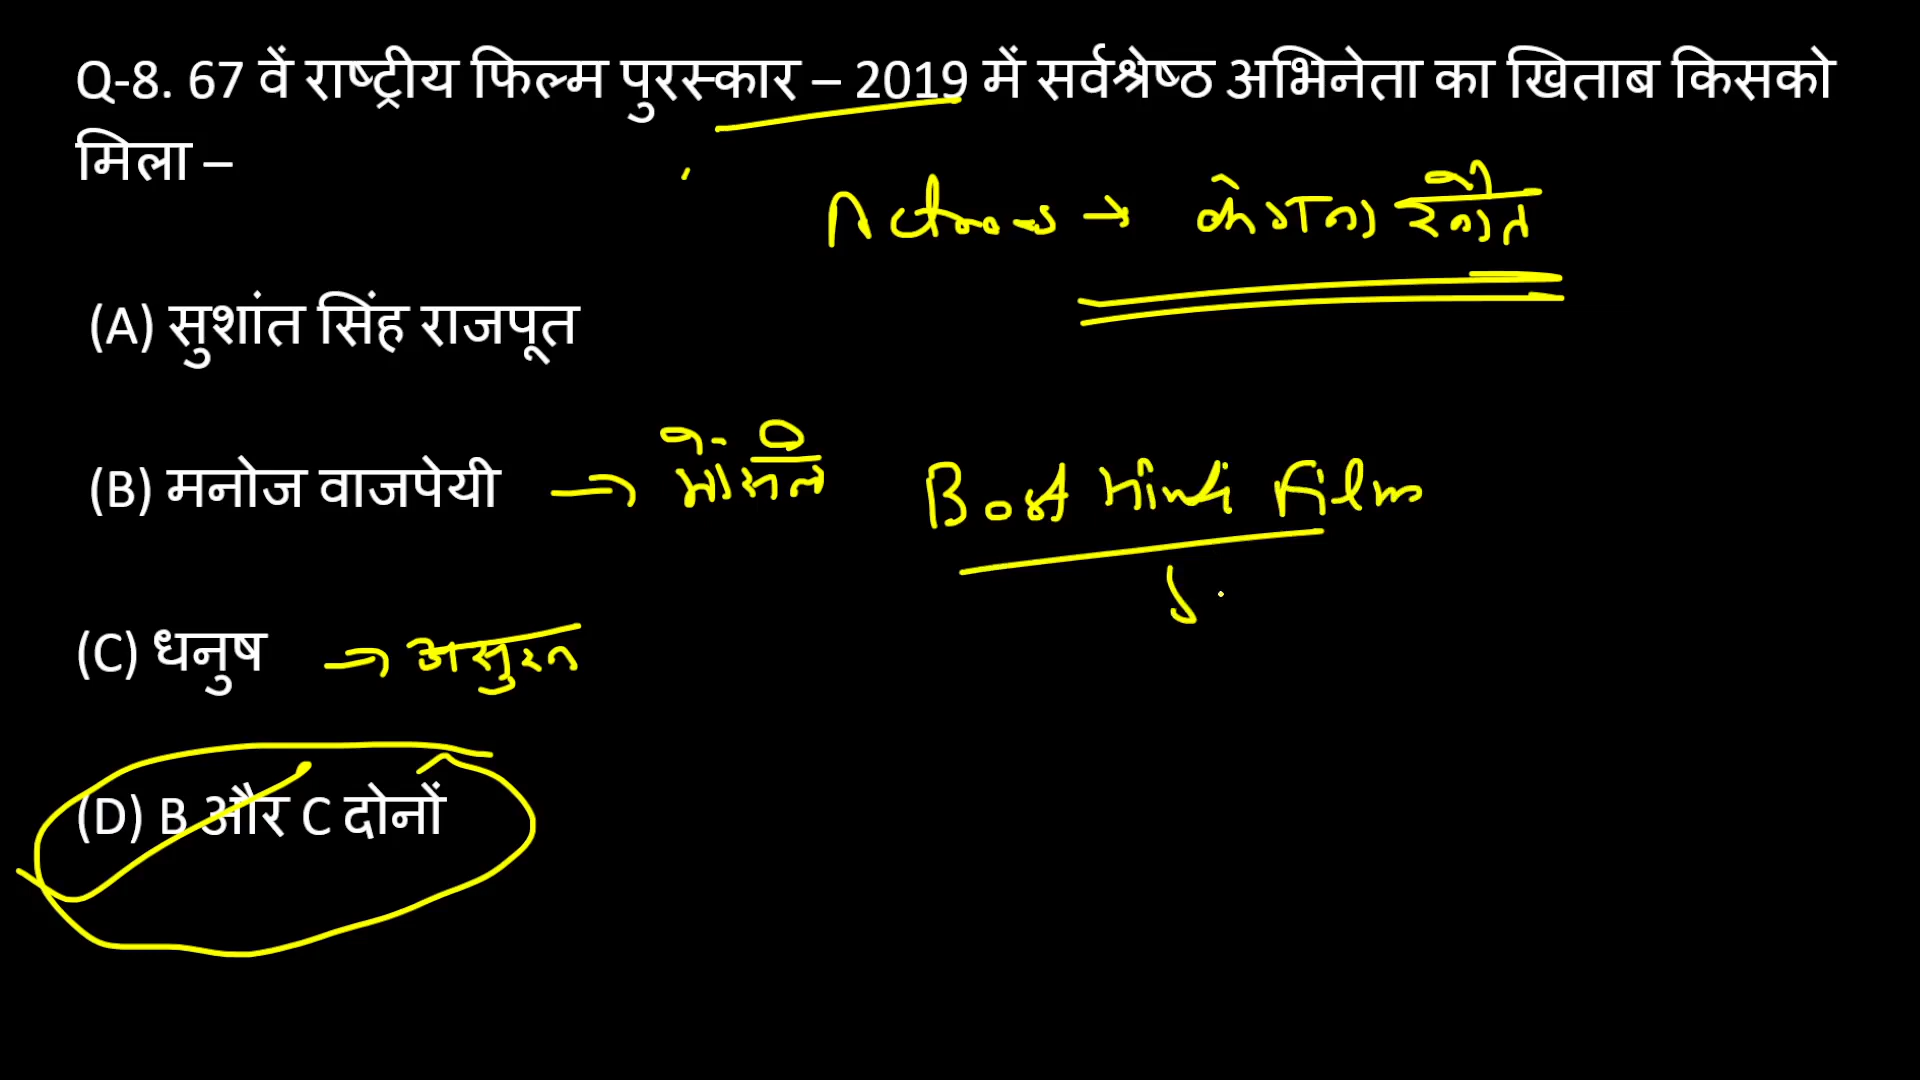 Q-8. 67 वें राष्ट्रीय फिल्म पुरस्कार – 2019 में सर्वश्रेष्ठ अभिनेता का खिताब किसको
मिला –
→ कंगना रनौत
(A) सुशांत सिंह राजपूत
(B) मनोज वाजपेयी → भोंसले Best Hindi Film
(C) धनुष → असुरन
(D) B और C दोनों